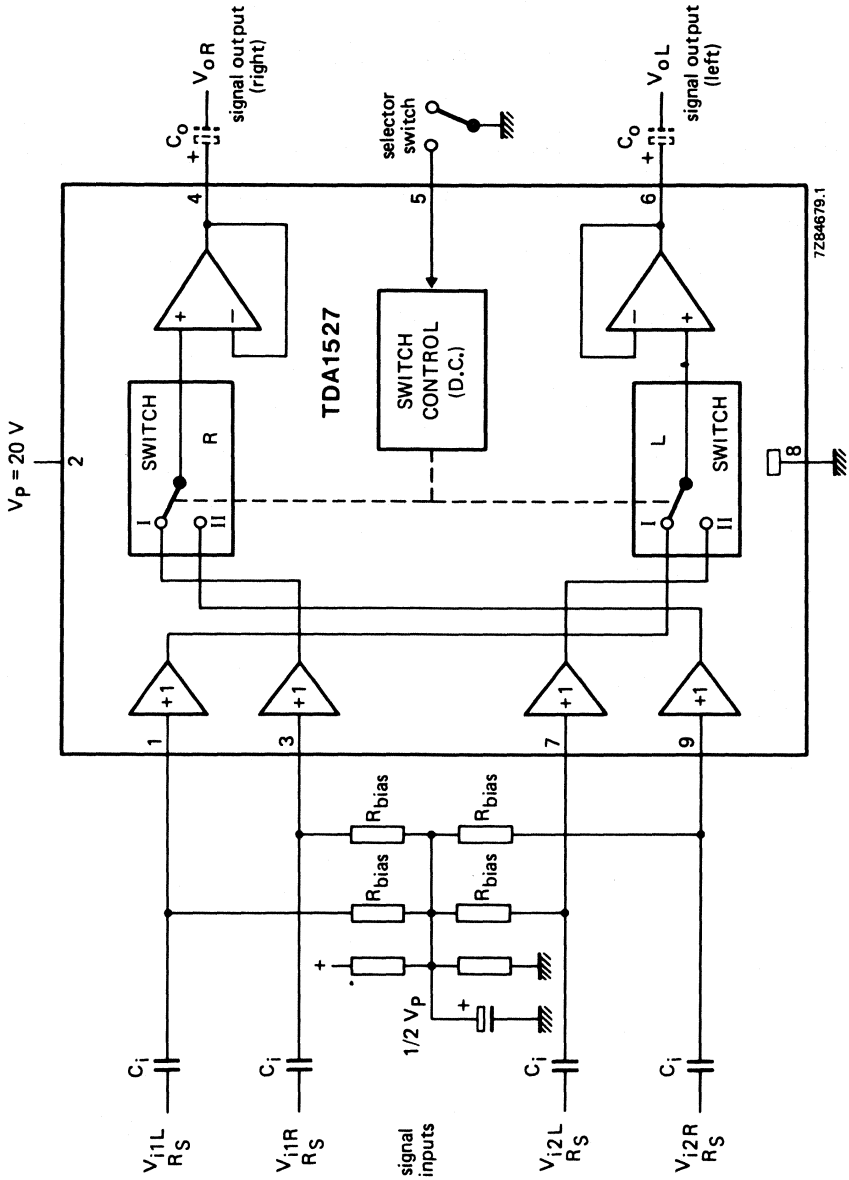 V_P = 20 V
2
V_i1L
R_S
C_i
1
+1
V_i1R
R_S
C_i
3
+1
signal
inputs
1/2 V_P
+
+
R_bias
R_bias
R_bias
R_bias
V_i2L
R_S
C_i
7
+1
V_i2R
R_S
C_i
9
+1
SWITCH
R
I
II
+
−
4
+
C_o
V_oR
signal output
(right)
TDA1527
SWITCH
CONTROL
(D.C.)
5
selector
switch
L
I
II
SWITCH
−
+
6
+
C_o
V_oL
signal output
(left)
8
7Z84679.1